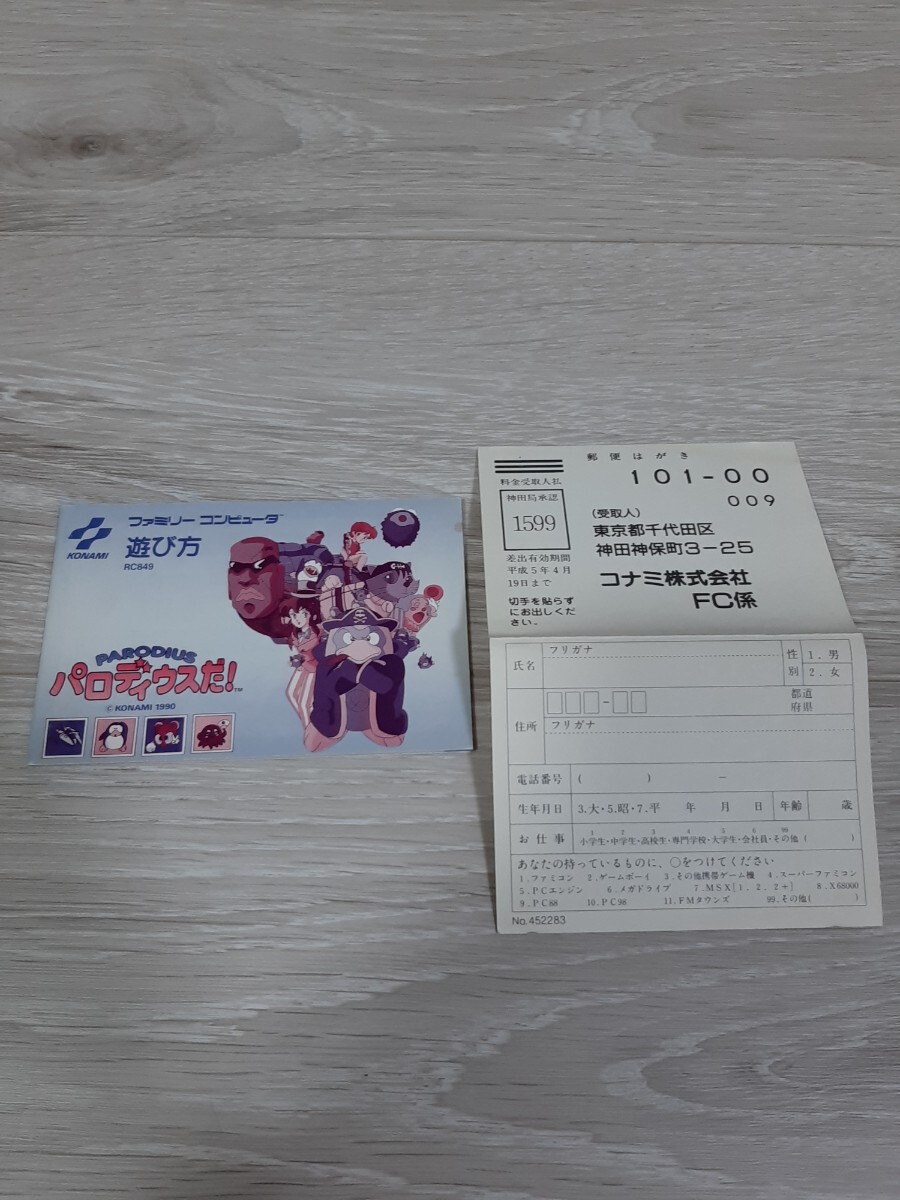 KONAMI
ファミリー コンピュータ™
遊び方
RC849
PARODIUS
パロディウスだ!™
© KONAMI 1990
郵便はがき
料金受取人払
神田局承認
1599
差出有効期間
平成5年4月
19日まで
切手を貼らず
にお出しくだ
さい。
101-00
009
(受取人)
東京都千代田区
神田神保町3-25
コナミ株式会社
FC係
氏名
フリガナ
性別
1. 男
2. 女
住所
都道
府県
フリガナ
電話番号 ( ) -
生年月日 3.大・5.昭・7.平 年 月 日 年齢 歳
お仕事 1小学生・2中学生・3高校生・4専門学校・5大学生・6会社員・99その他 ( )
あなたの持っているものに、○をつけてください
1.ファミコン 2.ゲームボーイ 3.その他携帯ゲーム機 4.スーパーファミコン
5.PCエンジン 6.メガドライブ 7.MSX[1. 2. 2+] 8.X68000
9.PC88 10.PC98 11.FMタウンズ 99.その他( )
No.452283